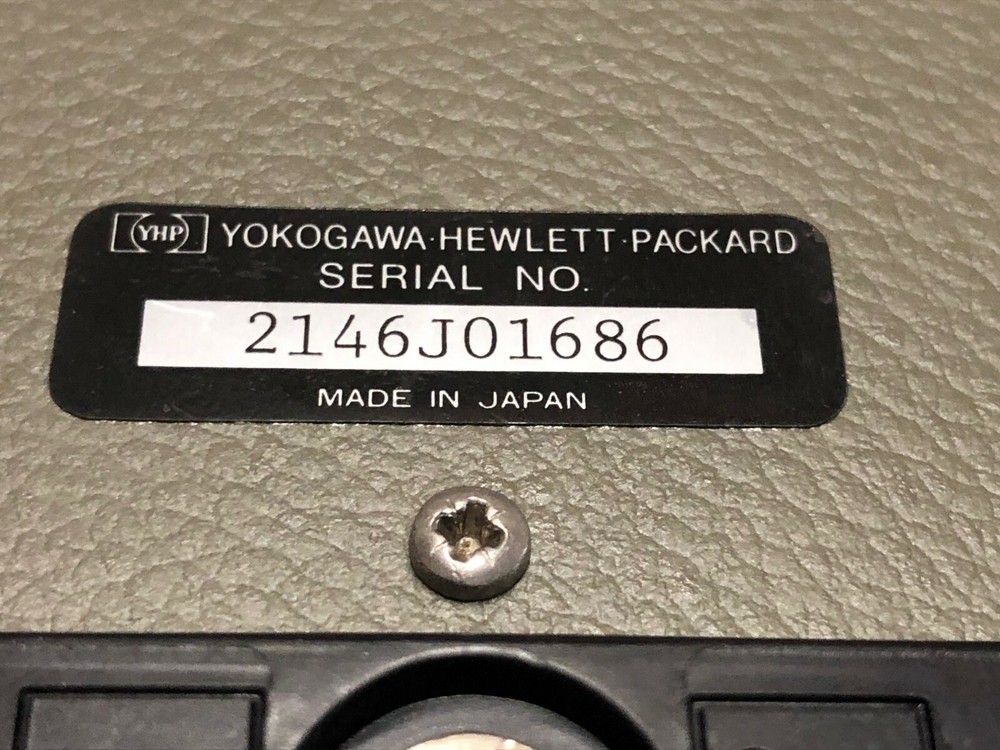 YHP YOKOGAWA·HEWLETT·PACKARD
SERIAL NO.
2146J01686
MADE IN JAPAN